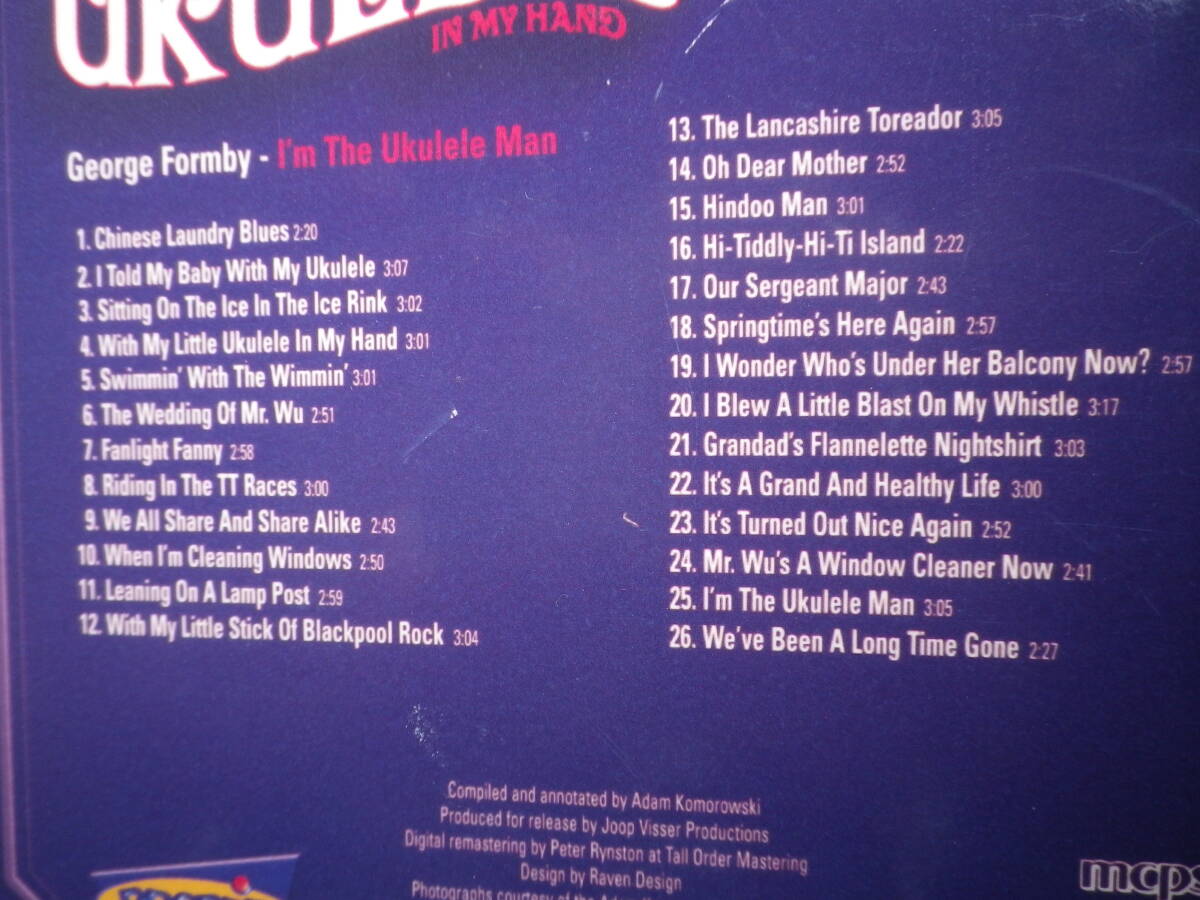 IN MY HAND
George Formby - I'm The Ukulele Man
1. Chinese Laundry Blues 2:20
2. I Told My Baby With My Ukulele 3:07
3. Sitting On The Ice In The Ice Rink 3:02
4. With My Little Ukulele In My Hand 3:01
5. Swimmin' With The Wimmin' 3:01
6. The Wedding Of Mr. Wu 2:51
7. Fanlight Fanny 2:58
8. Riding In The TT Races 3:00
9. We All Share And Share Alike 2:43
10. When I'm Cleaning Windows 2:50
11. Leaning On A Lamp Post 2:59
12. With My Little Stick Of Blackpool Rock 3:04
13. The Lancashire Toreador 3:05
14. Oh Dear Mother 2:52
15. Hindoo Man 3:01
16. Hi-Tiddly-Hi-Ti Island 2:22
17. Our Sergeant Major 2:43
18. Springtime's Here Again 2:57
19. I Wonder Who's Under Her Balcony Now? 2:57
20. I Blew A Little Blast On My Whistle 3:17
21. Grandad's Flannelette Nightshirt 3:03
22. It's A Grand And Healthy Life 3:00
23. It's Turned Out Nice Again 2:52
24. Mr. Wu's A Window Cleaner Now 2:41
25. I'm The Ukulele Man 3:05
26. We've Been A Long Time Gone 2:27
Compiled and annotated by Adam Komorowski
Produced for release by Joop Visser Productions
Digital remastering by Peter Rynston at Tall Order Mastering
Design by Raven Design
Photographs courtesy of the
mcps